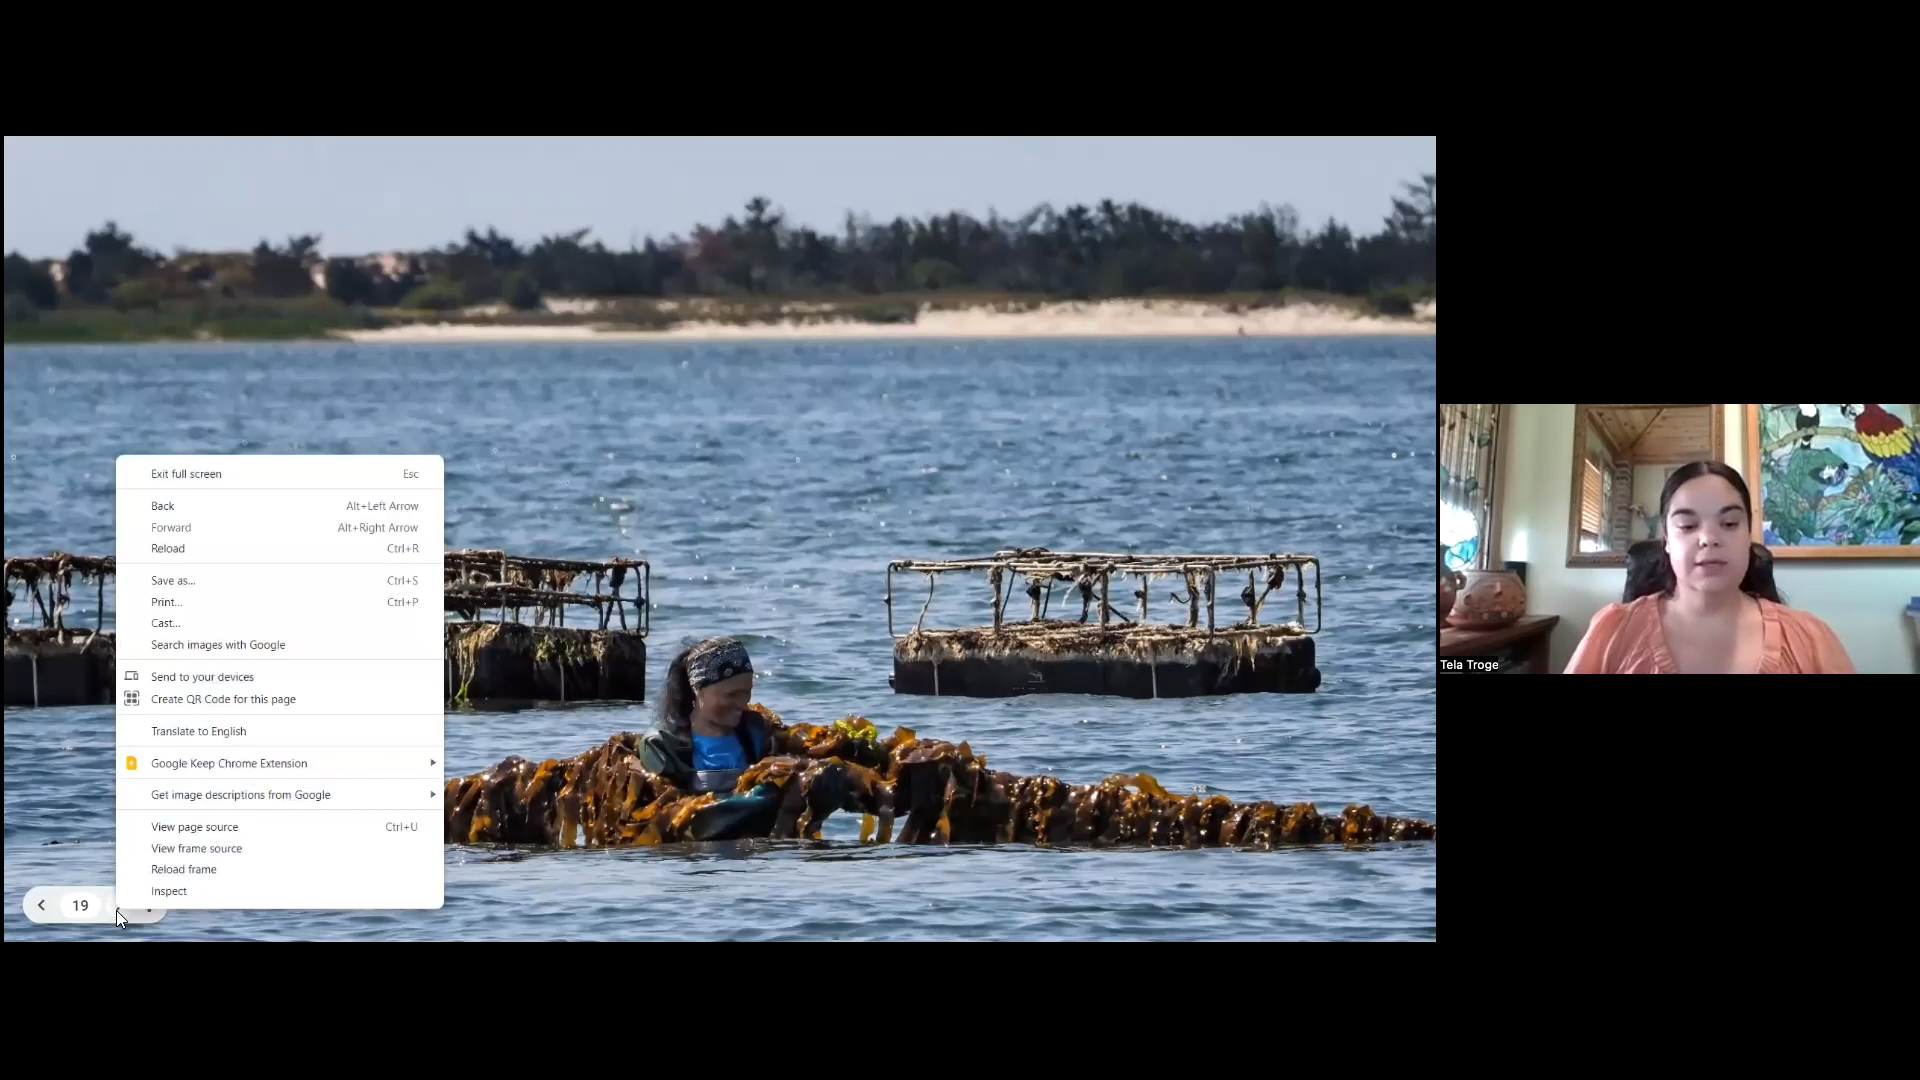 Exit full screen Esc
Back Alt+Left Arrow
Forward Alt+Right Arrow
Reload Ctrl+R
Save as... Ctrl+S
Print... Ctrl+P
Cast...
Search images with Google
Send to your devices
Create QR Code for this page
Translate to English
Google Keep Chrome Extension
Get image descriptions from Google
View page source Ctrl+U
View frame source
Reload frame
Inspect
19
Tela Troge